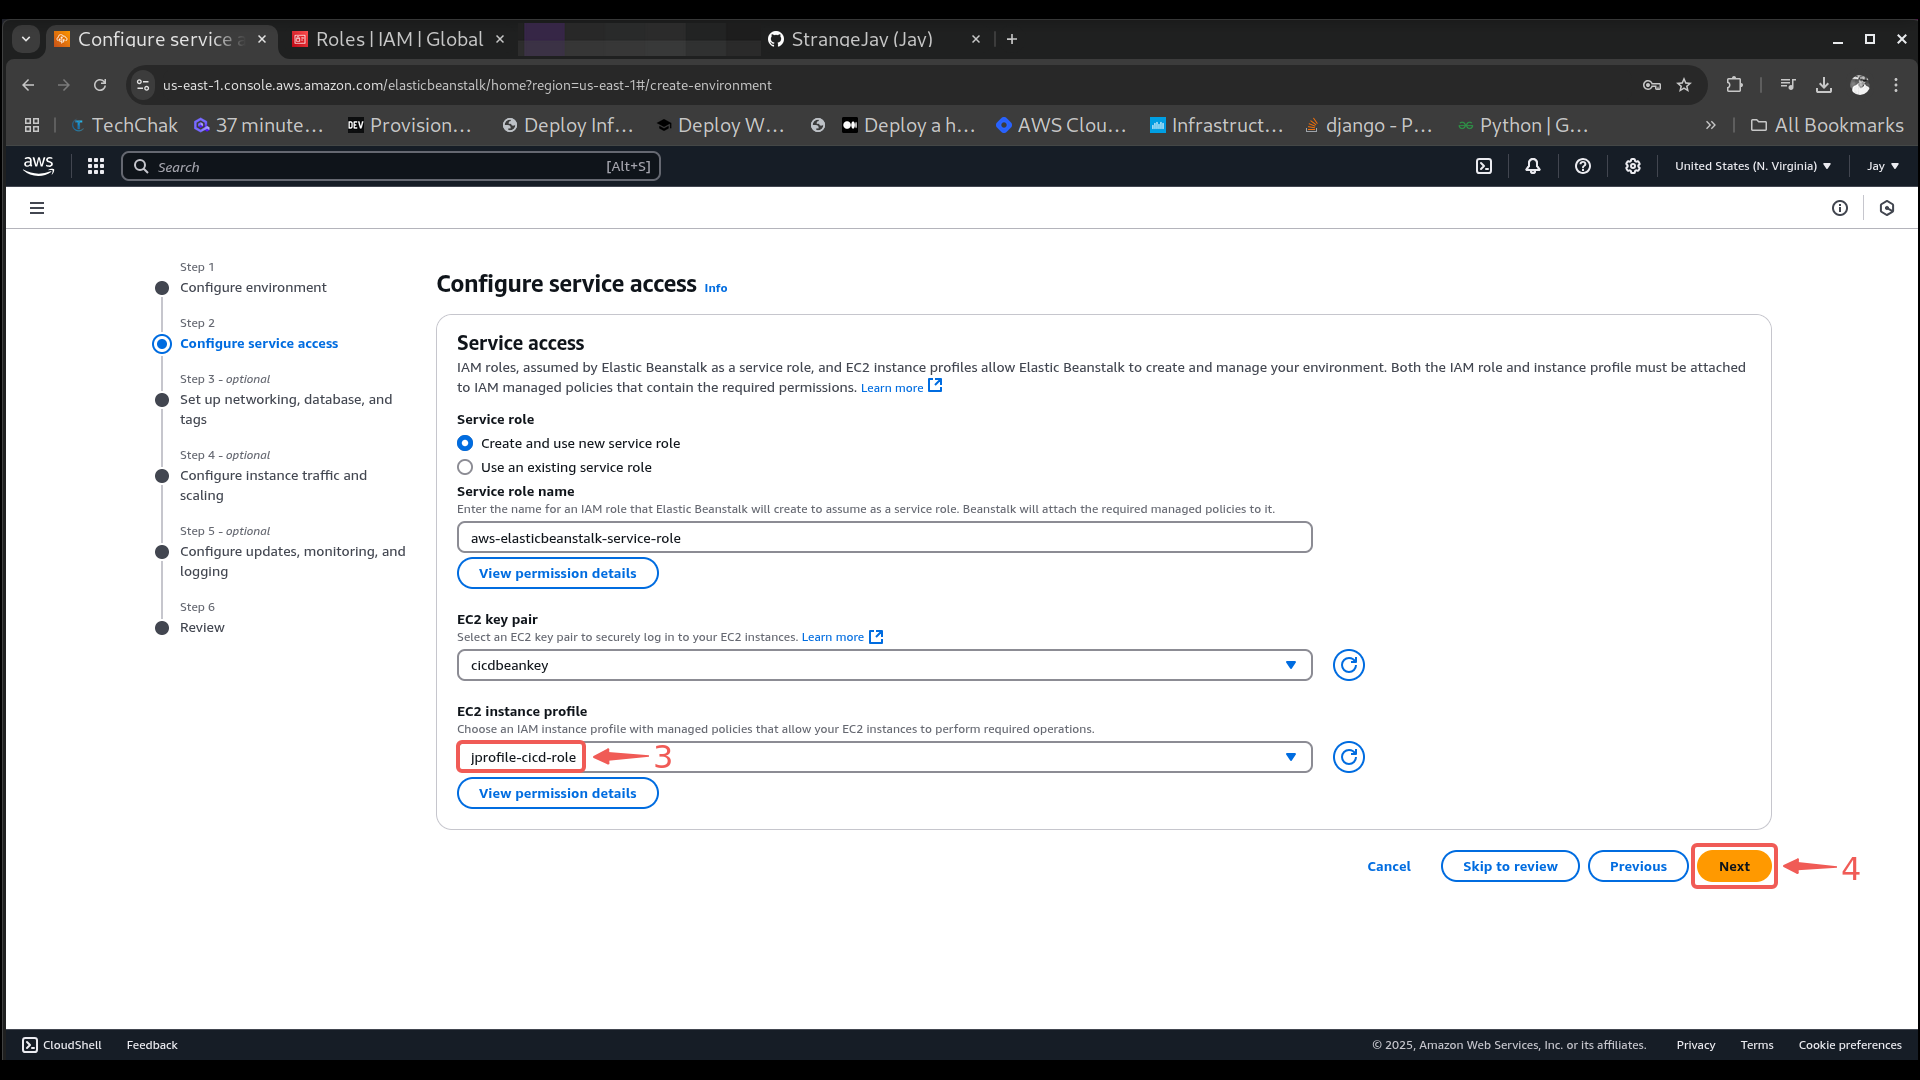 Configure service a
Roles | IAM | Global
StrangeJay (Jay)
us-east-1.console.aws.amazon.com/elasticbeanstalk/home?region=us-east-1#/create-environment
TechChak
37 minute...
DEV Provision...
Deploy Inf...
Deploy W...
Deploy a h...
AWS Clou...
Infrastruct...
django - P...
Python | G...
All Bookmarks
aws
Search
[Alt+S]
United States (N. Virginia)
Jay
Step 1
Configure environment
Step 2
Configure service access
Step 3 - optional
Set up networking, database, and
tags
Step 4 - optional
Configure instance traffic and
scaling
Step 5 - optional
Configure updates, monitoring, and
logging
Step 6
Review
Configure service access Info
Service access
IAM roles, assumed by Elastic Beanstalk as a service role, and EC2 instance profiles allow Elastic Beanstalk to create and manage your environment. Both the IAM role and instance profile must be attached
to IAM managed policies that contain the required permissions. Learn more
Service role
Create and use new service role
Use an existing service role
Service role name
Enter the name for an IAM role that Elastic Beanstalk will create to assume as a service role. Beanstalk will attach the required managed policies to it.
aws-elasticbeanstalk-service-role
View permission details
EC2 key pair
Select an EC2 key pair to securely log in to your EC2 instances. Learn more
cicdbeankey
EC2 instance profile
Choose an IAM instance profile with managed policies that allow your EC2 instances to perform required operations.
jprofile-cicd-role
3
View permission details
Cancel
Skip to review
Previous
Next
4
CloudShell
Feedback
© 2025, Amazon Web Services, Inc. or its affiliates.
Privacy
Terms
Cookie preferences